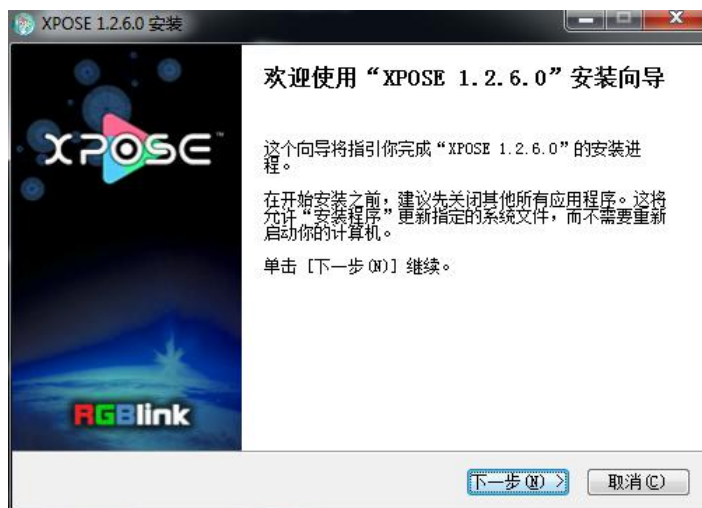 XPOSE 1.2.6.0 安装
XPOSE™
RGBlink
欢迎使用“XPOSE 1.2.6.0”安装向导
这个向导将指引你完成“XPOSE 1.2.6.0”的安装进
程。
在开始安装之前，建议先关闭其他所有应用程序。这将
允许“安装程序”更新指定的系统文件，而不需要重新
启动你的计算机。
单击 [下一步(N)] 继续。
下一步(N) >
取消(C)